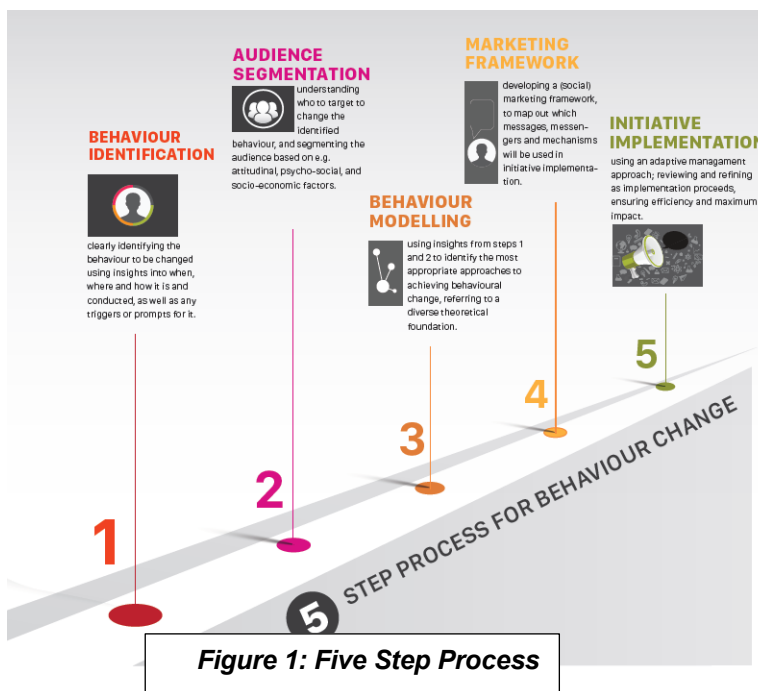 BEHAVIOUR
IDENTIFICATION
clearly identifying the
behaviour to be changed
using insights into when,
where and how it is and
conducted, as well as any
triggers or prompts for it.
1
AUDIENCE
SEGMENTATION
understanding
who to target to
change the
identified
behaviour, and segmenting the
audience based on e.g.
attitudinal, psycho-social, and
socio-economic factors.
2
BEHAVIOUR
MODELLING
using insights from steps 1
and 2 to identify the most
appropriate approaches to
achieving behavioural
change, referring to a
diverse theoretical
foundation.
3
MARKETING
FRAMEWORK
developing a (social)
marketing framework,
to map out which
messages, messen-
gers and mechanisms
will be used in
initiative implementa-
tion.
4
INITIATIVE
IMPLEMENTATION
using an adaptive managament
approach; reviewing and refining
as implementation proceeds,
ensuring efficiency and maximum
impact.
5
5 STEP PROCESS FOR BEHAVIOUR CHANGE
Figure 1: Five Step Process